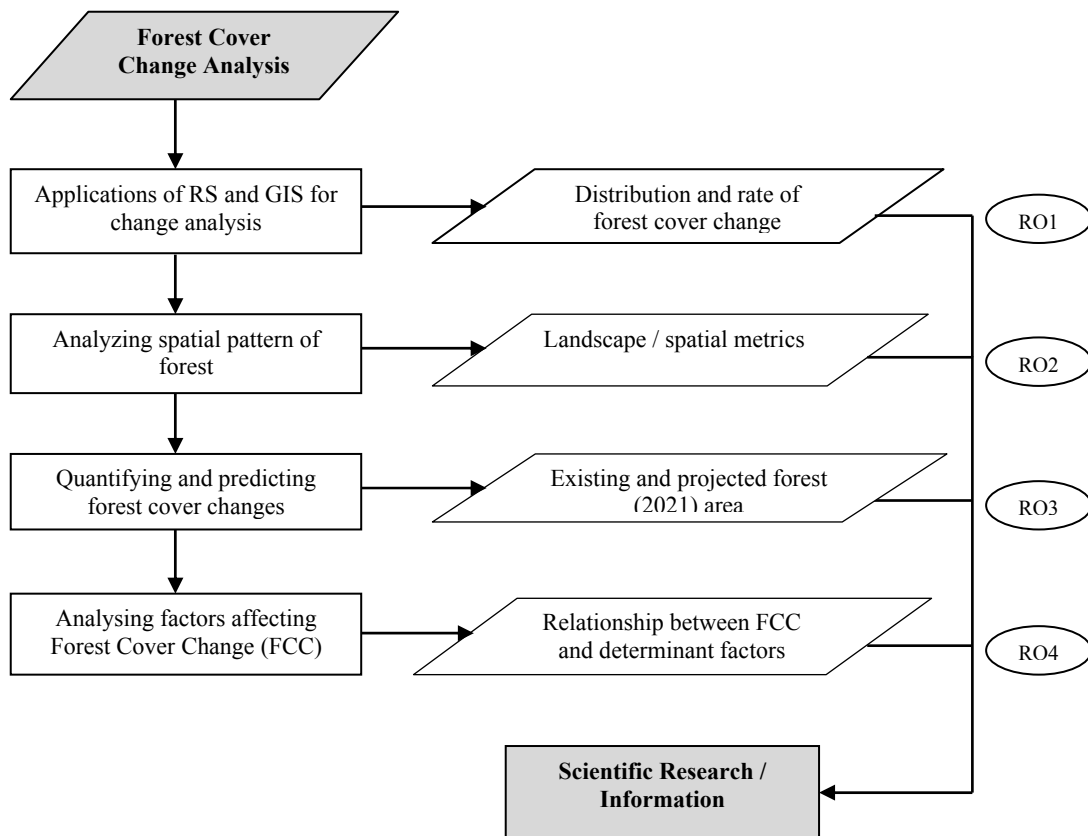 Forest Cover
Change Analysis
Applications of RS and GIS for
change analysis
Distribution and rate of
forest cover change
RO1
Analyzing spatial pattern of
forest
Landscape / spatial metrics
RO2
Quantifying and predicting
forest cover changes
Existing and projected forest
(2021) area
RO3
Analysing factors affecting
Forest Cover Change (FCC)
Relationship between FCC
and determinant factors
RO4
Scientific Research /
Information